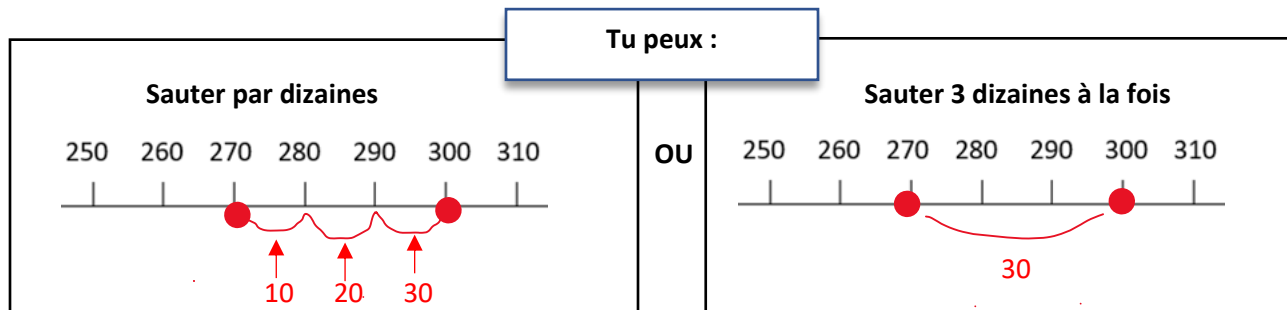 Tu peux :
Sauter par dizaines
250 260 270 280 290 300 310
10 20 30
OU
Sauter 3 dizaines à la fois
250 260 270 280 290 300 310
30